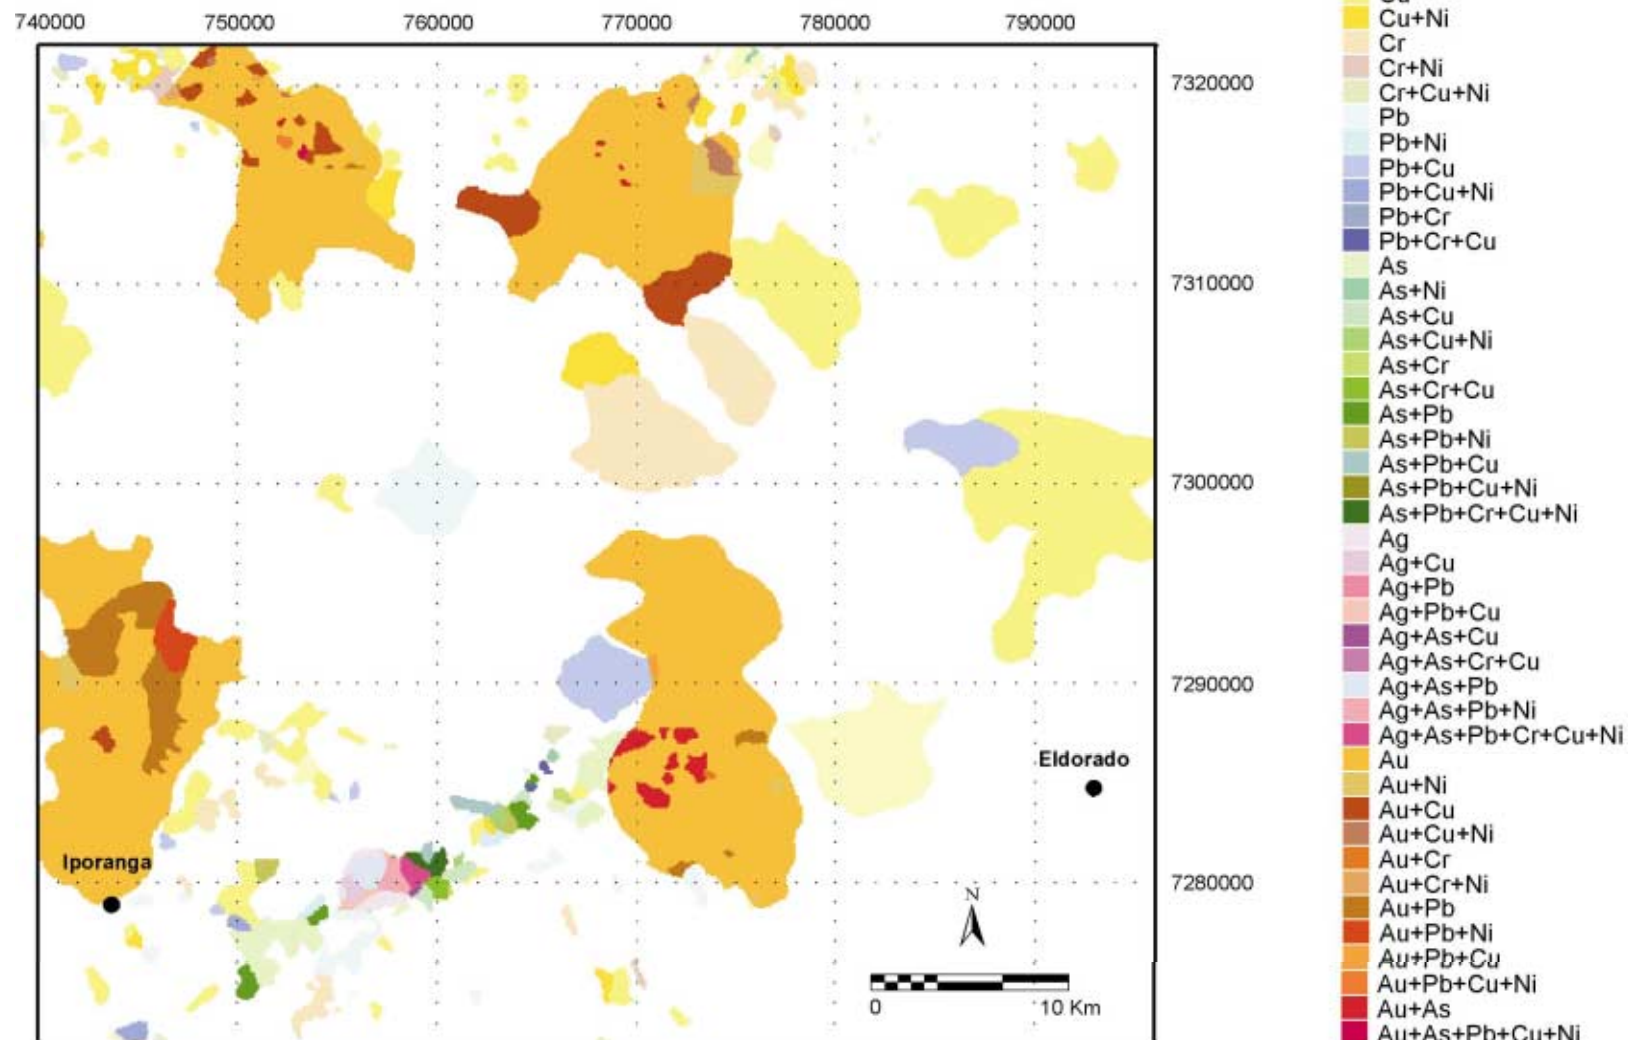 740000 750000 760000 770000 780000 790000
7320000
7310000
7300000
7290000
7280000
Eldorado
Iporanga
N
0 10 Km
Cu+Ni
Cr
Cr+Ni
Cr+Cu+Ni
Pb
Pb+Ni
Pb+Cu
Pb+Cu+Ni
Pb+Cr
Pb+Cr+Cu
As
As+Ni
As+Cu
As+Cu+Ni
As+Cr
As+Cr+Cu
As+Pb
As+Pb+Ni
As+Pb+Cu
As+Pb+Cu+Ni
As+Pb+Cr+Cu+Ni
Ag
Ag+Cu
Ag+Pb
Ag+Pb+Cu
Ag+As+Cu
Ag+As+Cr+Cu
Ag+As+Pb
Ag+As+Pb+Ni
Ag+As+Pb+Cr+Cu+Ni
Au
Au+Ni
Au+Cu
Au+Cu+Ni
Au+Cr
Au+Cr+Ni
Au+Pb
Au+Pb+Ni
Au+Pb+Cu
Au+Pb+Cu+Ni
Au+As
Au+As+Pb+Cu+Ni